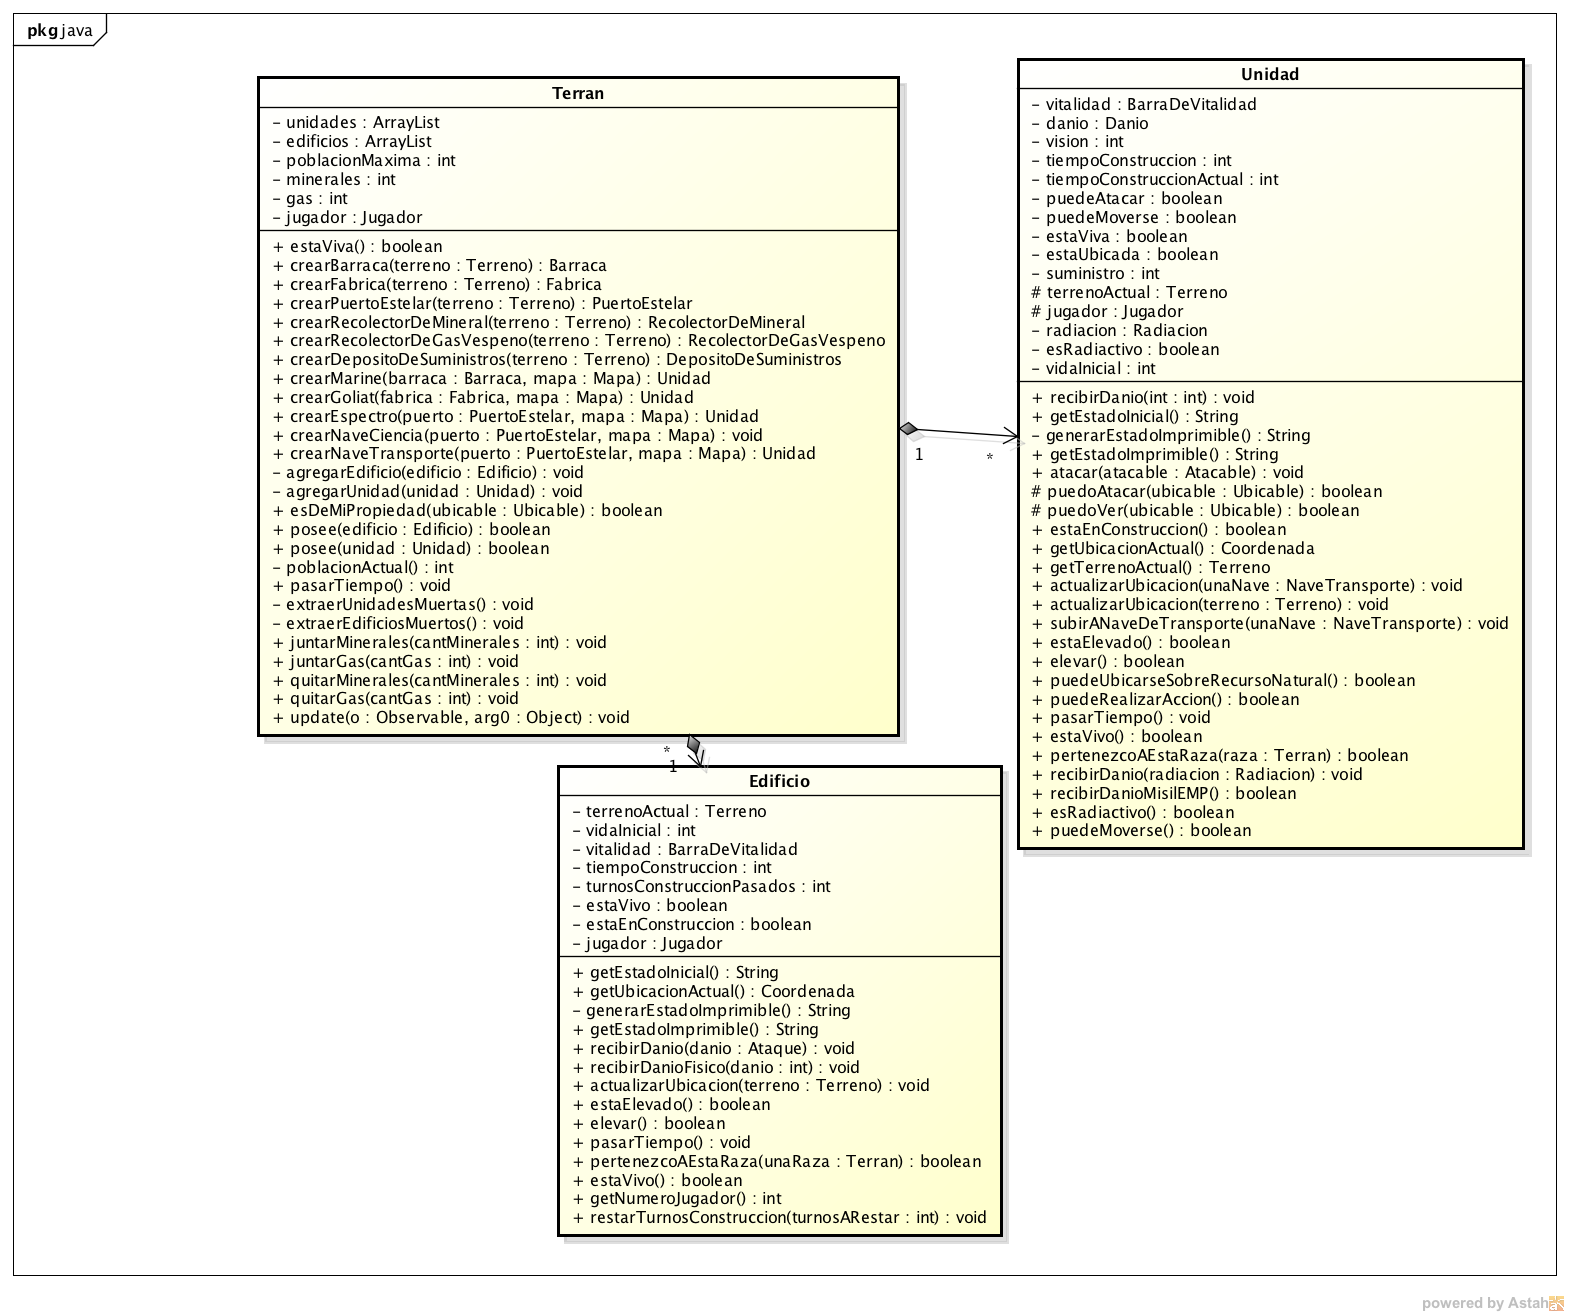 pkg java
Terran
- unidades : ArrayList
- edificios : ArrayList
- poblacionMaxima : int
- minerales : int
- gas : int
- jugador : Jugador
+ estaViva() : boolean
+ crearBarraca(terreno : Terreno) : Barraca
+ crearFabrica(terreno : Terreno) : Fabrica
+ crearPuertoEstelar(terreno : Terreno) : PuertoEstelar
+ crearRecolectorDeMineral(terreno : Terreno) : RecolectorDeMineral
+ crearRecolectorDeGasVespeno(terreno : Terreno) : RecolectorDeGasVespeno
+ crearDepositoDeSuministros(terreno : Terreno) : DepositoDeSuministros
+ crearMarine(barraca : Barraca, mapa : Mapa) : Unidad
+ crearGoliat(fabrica : Fabrica, mapa : Mapa) : Unidad
+ crearEspectro(puerto : PuertoEstelar, mapa : Mapa) : Unidad
+ crearNaveCiencia(puerto : PuertoEstelar, mapa : Mapa) : void
+ crearNaveTransporte(puerto : PuertoEstelar, mapa : Mapa) : Unidad
- agregarEdificio(edificio : Edificio) : void
- agregarUnidad(unidad : Unidad) : void
+ esDeMiPropiedad(ubicable : Ubicable) : boolean
+ posee(edificio : Edificio) : boolean
+ posee(unidad : Unidad) : boolean
- poblacionActual() : int
+ pasarTiempo() : void
- extraerUnidadesMuertas() : void
- extraerEdificiosMuertos() : void
+ juntarMinerales(cantMinerales : int) : void
+ juntarGas(cantGas : int) : void
+ quitarMinerales(cantMinerales : int) : void
+ quitarGas(cantGas : int) : void
+ update(o : Observable, arg0 : Object) : void
1
*
Unidad
- vitalidad : BarraDeVitalidad
- danio : Danio
- vision : int
- tiempoConstruccion : int
- tiempoConstruccionActual : int
- puedeAtacar : boolean
- puedeMoverse : boolean
- estaViva : boolean
- estaUbicada : boolean
- suministro : int
# terrenoActual : Terreno
# jugador : Jugador
- radiacion : Radiacion
- esRadiactivo : boolean
- vidaInicial : int
+ recibirDanio(int : int) : void
+ getEstadoInicial() : String
- generarEstadoImprimible() : String
+ getEstadoImprimible() : String
+ atacar(atacable : Atacable) : void
# puedoAtacar(ubicable : Ubicable) : boolean
# puedoVer(ubicable : Ubicable) : boolean
+ estaEnConstruccion() : boolean
+ getUbicacionActual() : Coordenada
+ getTerrenoActual() : Terreno
+ actualizarUbicacion(unaNave : NaveTransporte) : void
+ actualizarUbicacion(terreno : Terreno) : void
+ subirANaveDeTransporte(unaNave : NaveTransporte) : void
+ estaElevado() : boolean
+ elevar() : boolean
+ puedeUbicarseSobreRecursoNatural() : boolean
+ puedeRealizarAccion() : boolean
+ pasarTiempo() : void
+ estaVivo() : boolean
+ pertenezcoAEstaRaza(raza : Terran) : boolean
+ recibirDanio(radiacion : Radiacion) : void
+ recibirDanioMisilEMP() : boolean
+ esRadiactivo() : boolean
+ puedeMoverse() : boolean
*
1
Edificio
- terrenoActual : Terreno
- vidaInicial : int
- vitalidad : BarraDeVitalidad
- tiempoConstruccion : int
- turnosConstruccionPasados : int
- estaVivo : boolean
- estaEnConstruccion : boolean
- jugador : Jugador
+ getEstadoInicial() : String
+ getUbicacionActual() : Coordenada
- generarEstadoImprimible() : String
+ getEstadoImprimible() : String
+ recibirDanio(danio : Ataque) : void
+ recibirDanioFisico(danio : int) : void
+ actualizarUbicacion(terreno : Terreno) : void
+ estaElevado() : boolean
+ elevar() : boolean
+ pasarTiempo() : void
+ pertenezcoAEstaRaza(unaRaza : Terran) : boolean
+ estaVivo() : boolean
+ getNumeroJugador() : int
+ restarTurnosConstruccion(turnosARestar : int) : void
powered by Astah